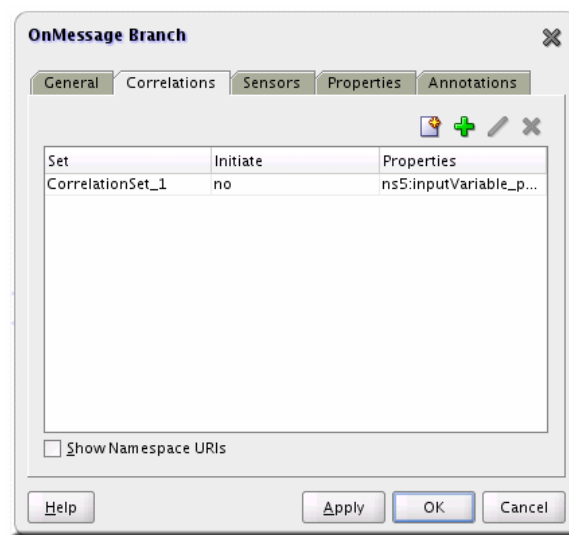 OnMessage Branch
General Correlations Sensors Properties Annotations
Set Initiate Properties
CorrelationSet_1 no ns5:inputVariable_p...
Show Namespace URIs
Help Apply OK Cancel